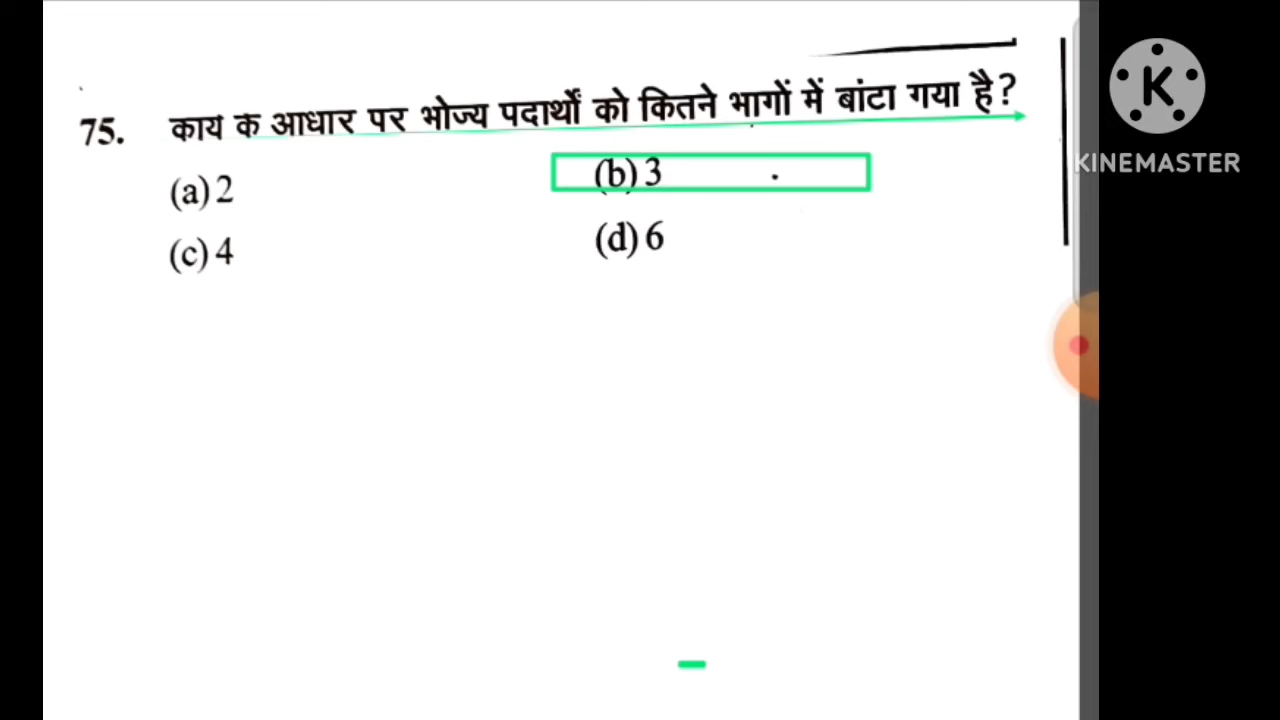 75. कार्य क आधार पर भोज्य पदार्थों को कितने भागों में बांटा गया है?
(a) 2 (b) 3
(c) 4 (d) 6
K
KINEMASTER